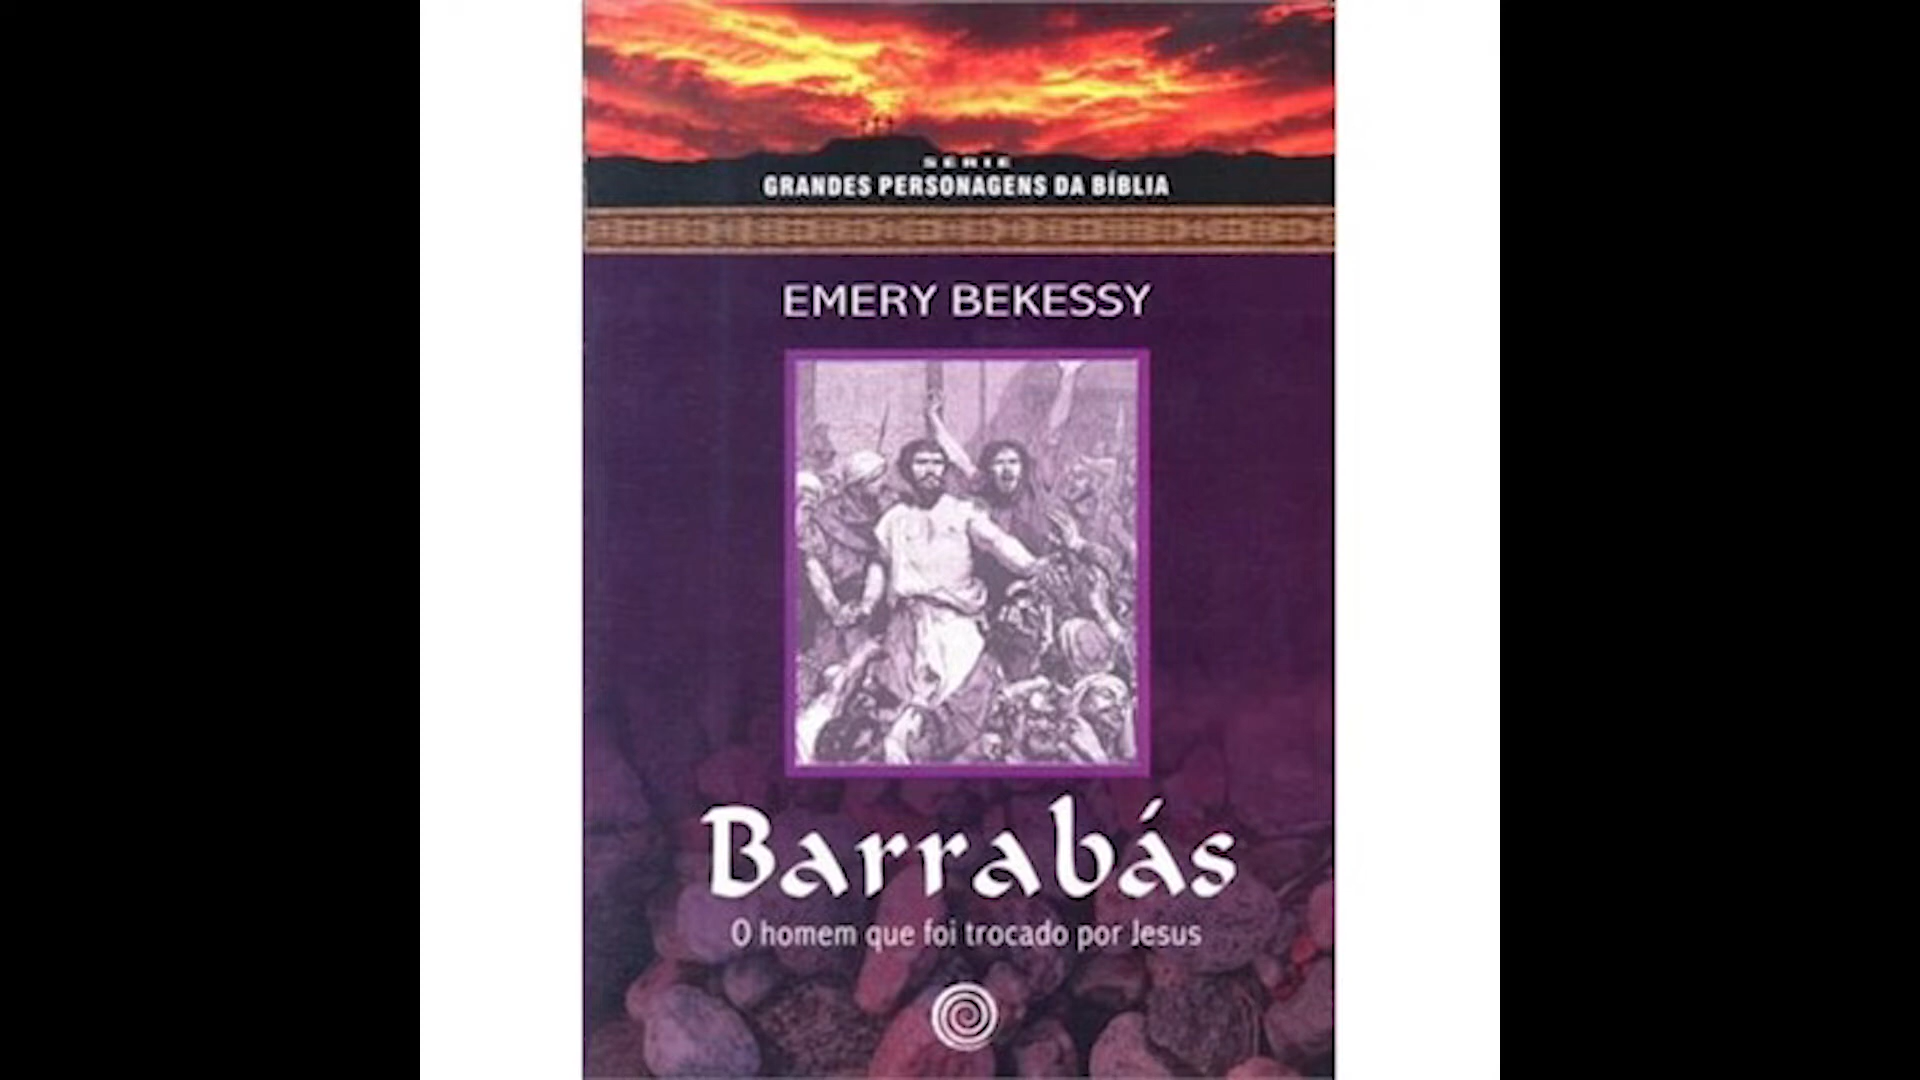 SÉRIE
GRANDES PERSONAGENS DA BÍBLIA
EMERY BEKESSY
Barrabás
O homem que foi trocado por Jesus